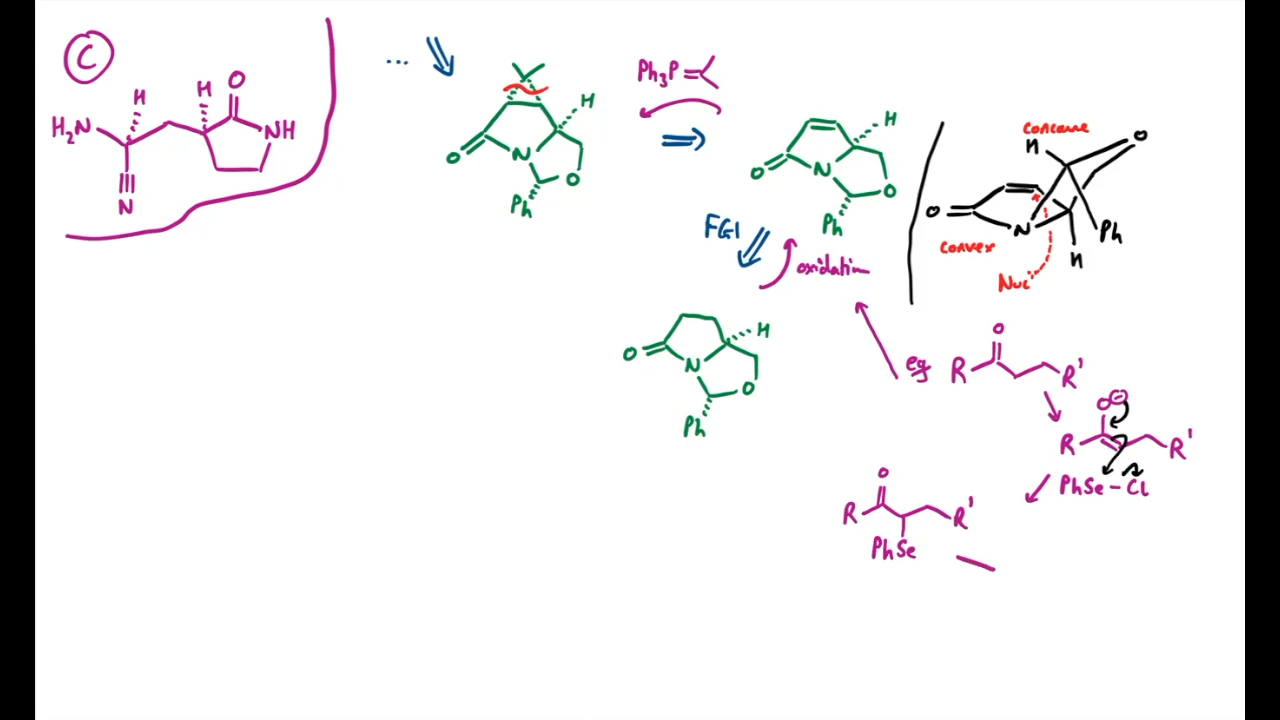 C
H
H
O
H₂N
NH
N
...
H
O
N
O
Ph
Ph₃P=
H
O
N
O
Ph
concave
H
O
O
N
Ph
convex
H
Nuc
FGI
oxidation
H
O
N
O
Ph
eg
O
R
R'
O⊖
R
R'
PhSe–Cl
O
R
R'
PhSe